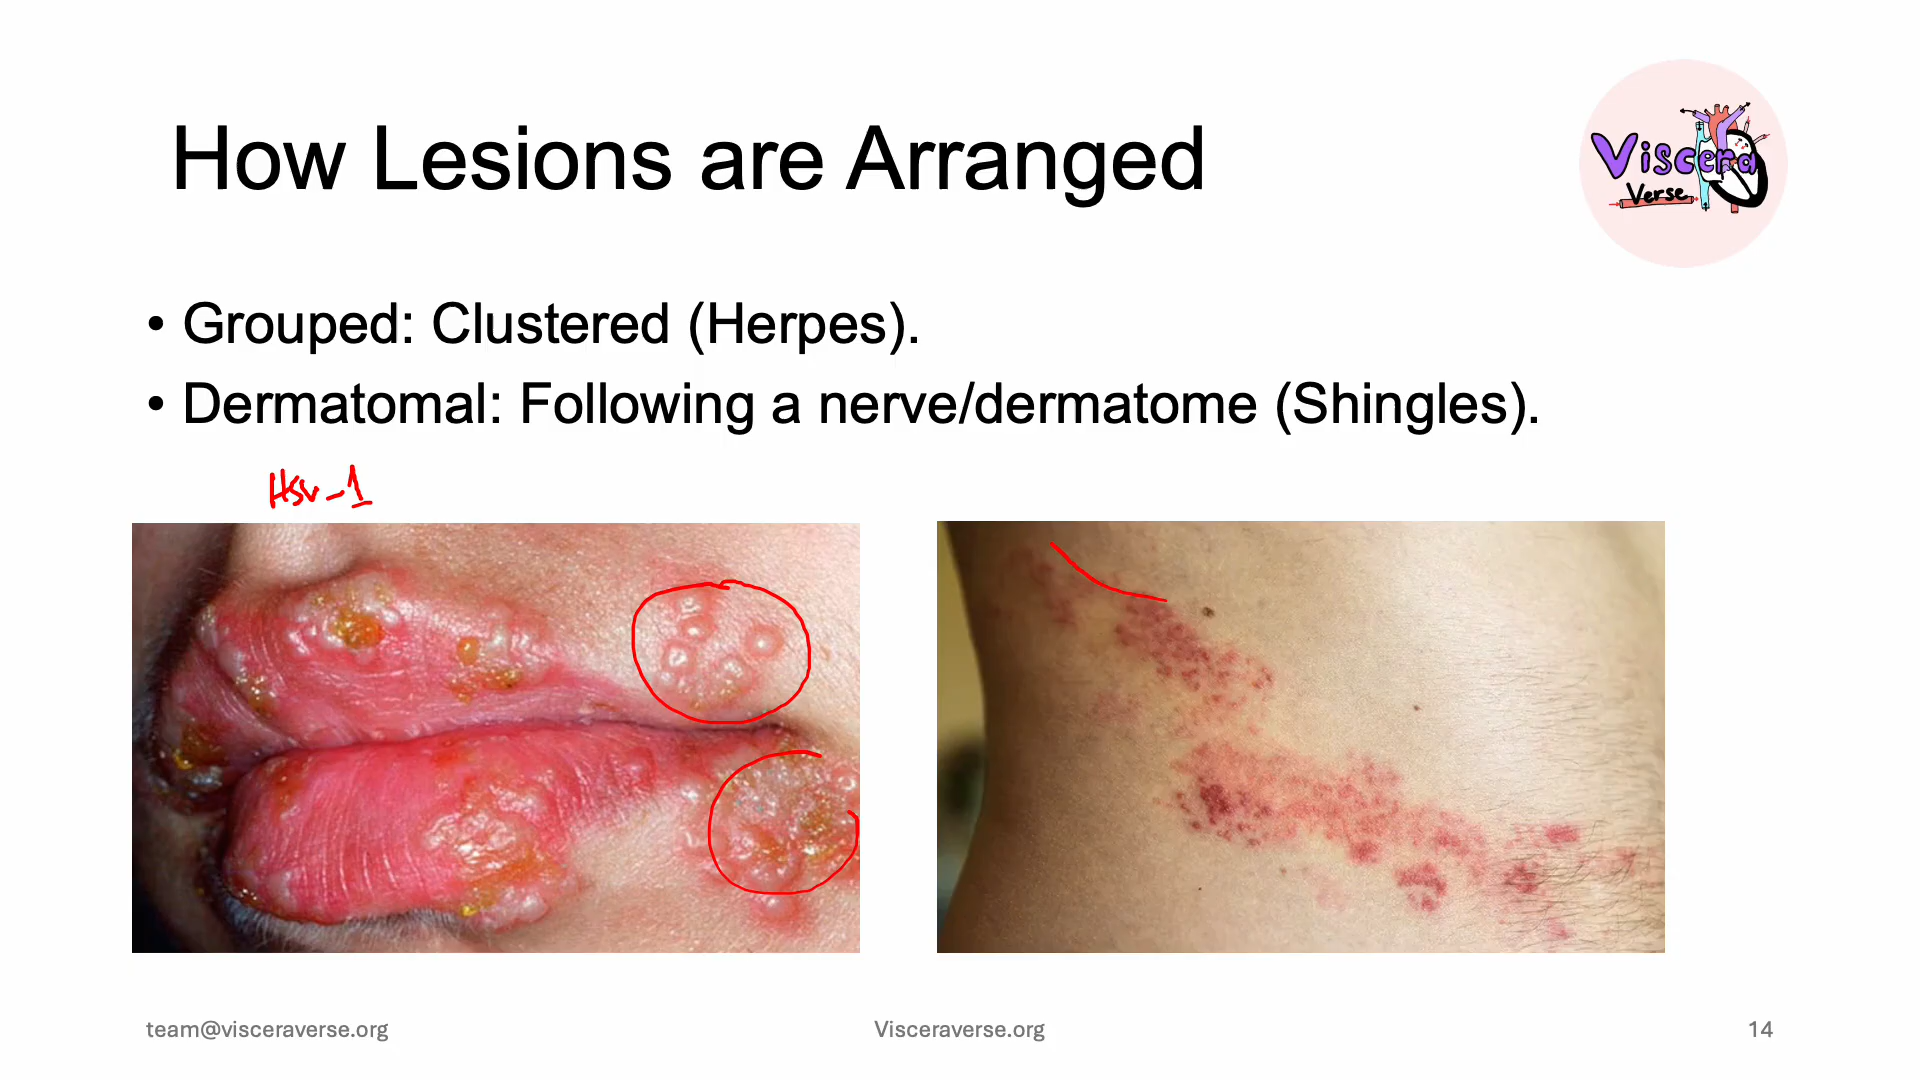 How Lesions are Arranged
Viscera
Verse
• Grouped: Clustered (Herpes).
• Dermatomal: Following a nerve/dermatome (Shingles).
HSV-1
team@visceraverse.org
Visceraverse.org
14